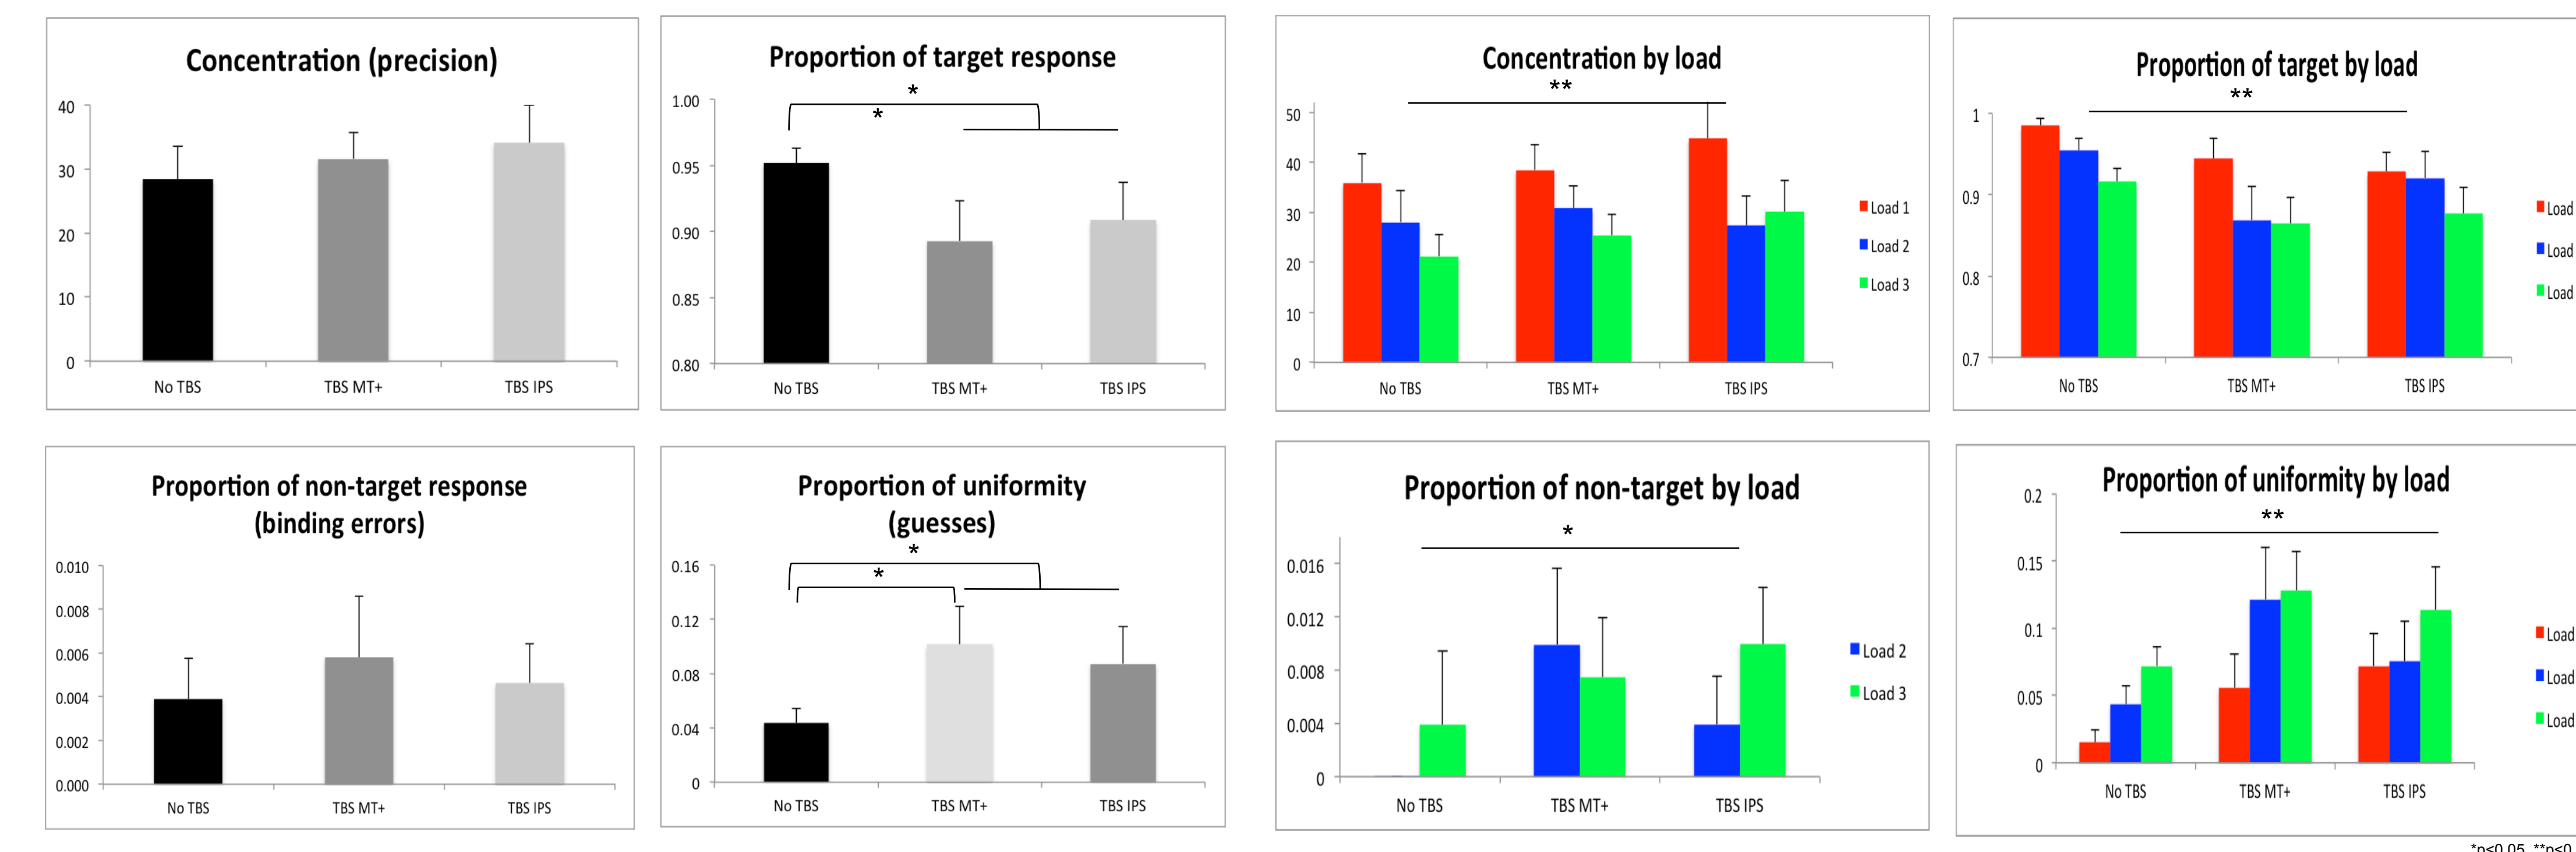 Concentration (precision)
40
30
20
10
0
No TBS TBS MT+ TBS IPS
Proportion of target response
*
*
1.00
0.95
0.90
0.85
0.80
No TBS TBS MT+ TBS IPS
Concentration by load
**
50
40
30
20
10
0
No TBS TBS MT+ TBS IPS
Load 1
Load 2
Load 3
Proportion of target by load
**
1
0.9
0.8
0.7
No TBS TBS MT+ TBS IPS
Load
Load
Load
Proportion of non-target response
(binding errors)
0.010
0.008
0.006
0.004
0.002
0.000
No TBS TBS MT+ TBS IPS
Proportion of uniformity
(guesses)
*
*
0.16
0.12
0.08
0.04
0
No TBS TBS MT+ TBS IPS
Proportion of non-target by load
*
0.016
0.012
0.008
0.004
0
No TBS TBS MT+ TBS IPS
Load 2
Load 3
Proportion of uniformity by load
**
0.2
0.15
0.1
0.05
0
No TBS TBS MT+ TBS IPS
Load
Load
Load